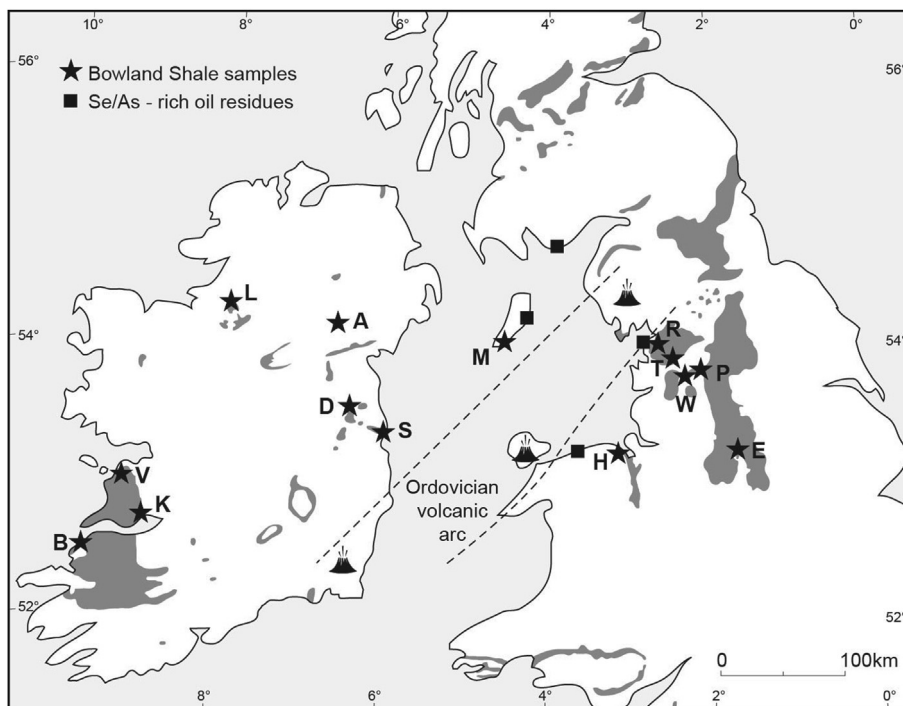 10°
8°
6°
4°
2°
0°
56°
56°
Bowland Shale samples
Se/As - rich oil residues
L
A
M
R
T
P
W
54°
54°
D
S
E
H
V
K
B
Ordovician
volcanic
arc
52°
52°
0
100km
8°
6°
4°
2°
0°